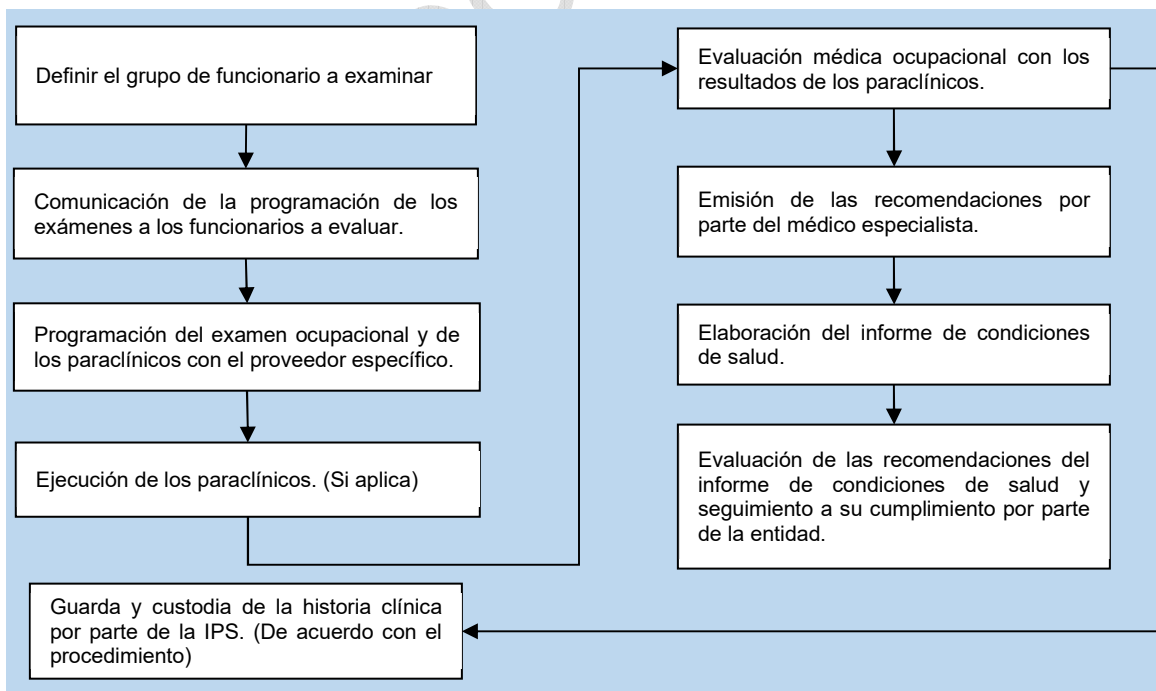 Definir el grupo de funcionario a examinar
Comunicación de la programación de los
exámenes a los funcionarios a evaluar.
Programación del examen ocupacional y de
los paraclínicos con el proveedor específico.
Ejecución de los paraclínicos. (Si aplica)
Evaluación médica ocupacional con los
resultados de los paraclínicos.
Emisión de las recomendaciones por
parte del médico especialista.
Elaboración del informe de condiciones
de salud.
Evaluación de las recomendaciones del
informe de condiciones de salud y
seguimiento a su cumplimiento por parte
de la entidad.
Guarda y custodia de la historia clínica
por parte de la IPS. (De acuerdo con el
procedimiento)